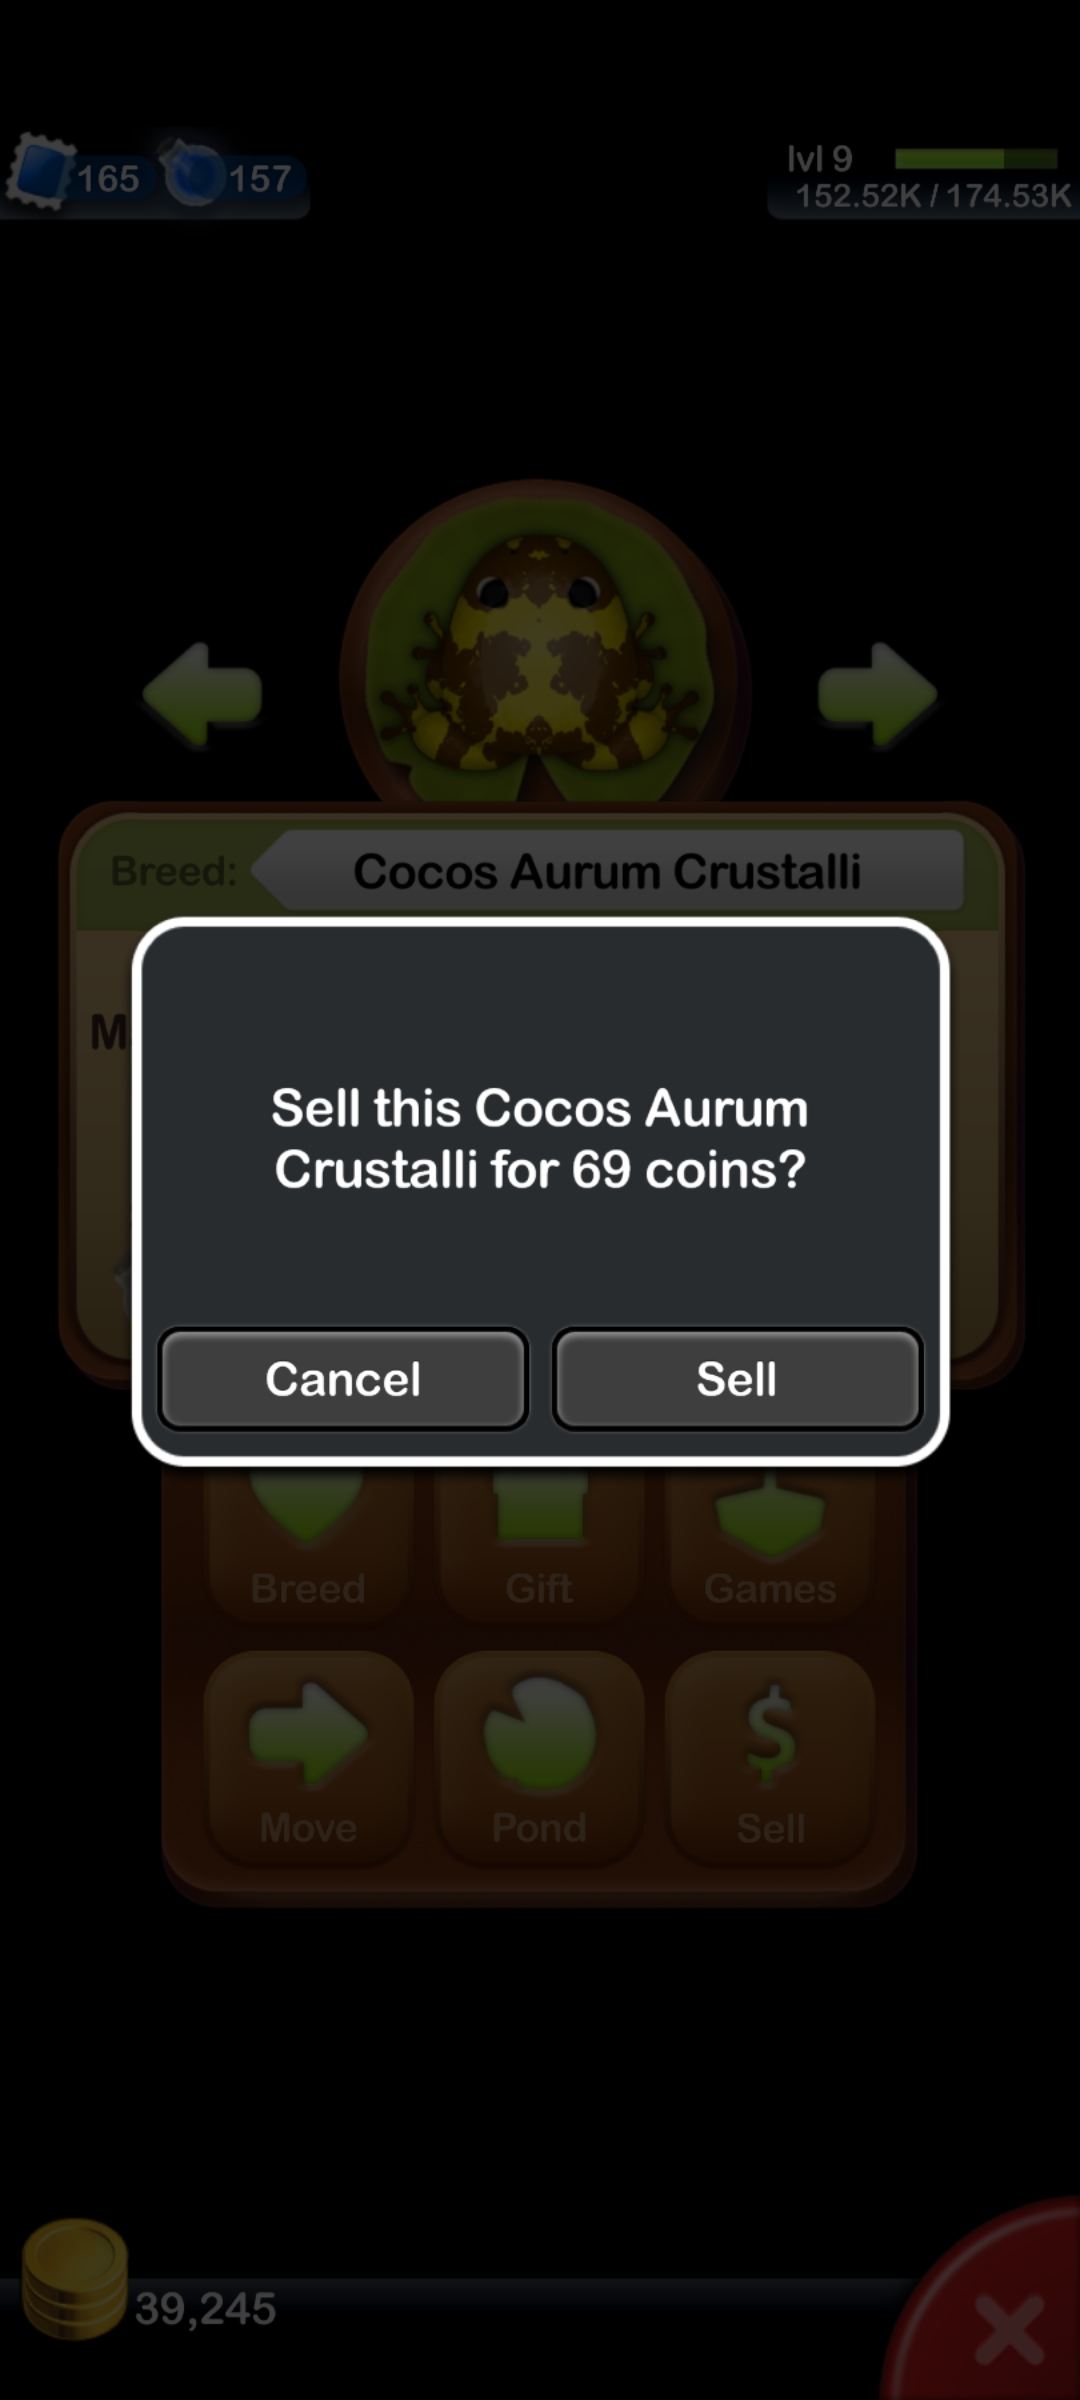 165
157
lvl 9
152.52K / 174.53K
Breed:
Cocos Aurum Crustalli
M
Sell this Cocos Aurum
Crustalli for 69 coins?
Cancel
Sell
Breed
Gift
Games
Move
Pond
Sell
39,245